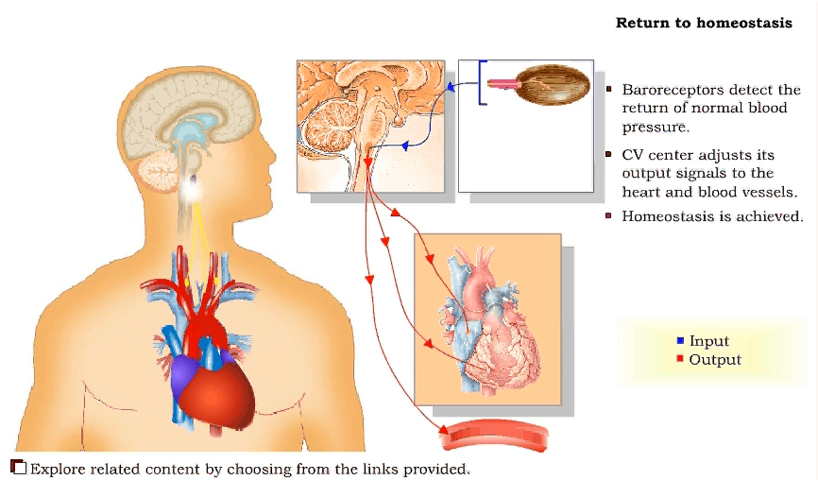 Return to homeostasis
Baroreceptors detect the
return of normal blood
pressure.
CV center adjusts its
output signals to the
heart and blood vessels.
Homeostasis is achieved.
Input
Output
Explore related content by choosing from the links provided.